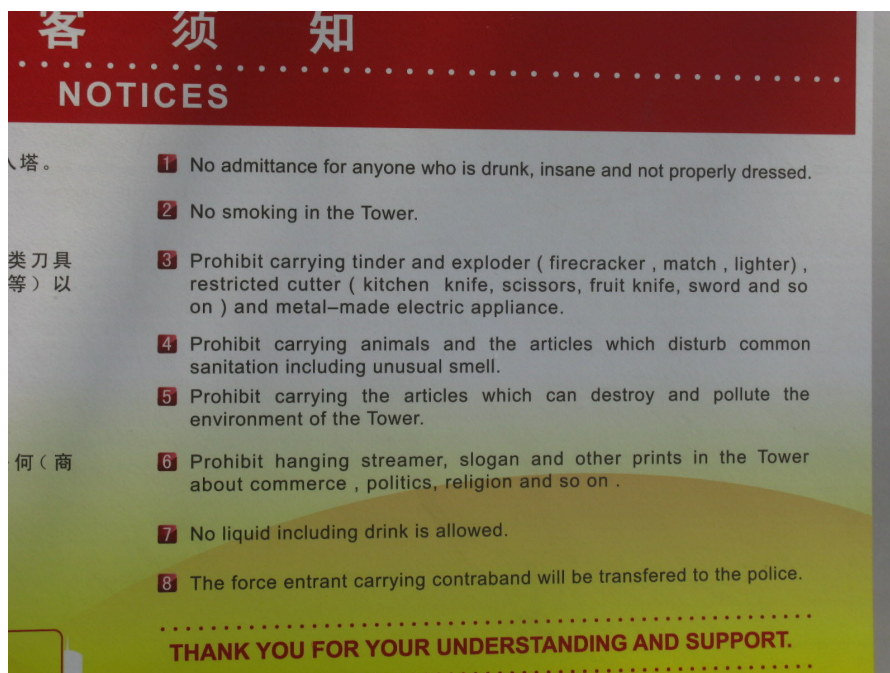 客 须 知
NOTICES
入塔。
类刀具
等）以
何（商
1 No admittance for anyone who is drunk, insane and not properly dressed.
2 No smoking in the Tower.
3 Prohibit carrying tinder and exploder ( firecracker , match , lighter) ,
restricted cutter ( kitchen knife, scissors, fruit knife, sword and so
on ) and metal–made electric appliance.
4 Prohibit carrying animals and the articles which disturb common
sanitation including unusual smell.
5 Prohibit carrying the articles which can destroy and pollute the
environment of the Tower.
6 Prohibit hanging streamer, slogan and other prints in the Tower
about commerce , politics, religion and so on .
7 No liquid including drink is allowed.
8 The force entrant carrying contraband will be transfered to the police.
THANK YOU FOR YOUR UNDERSTANDING AND SUPPORT.